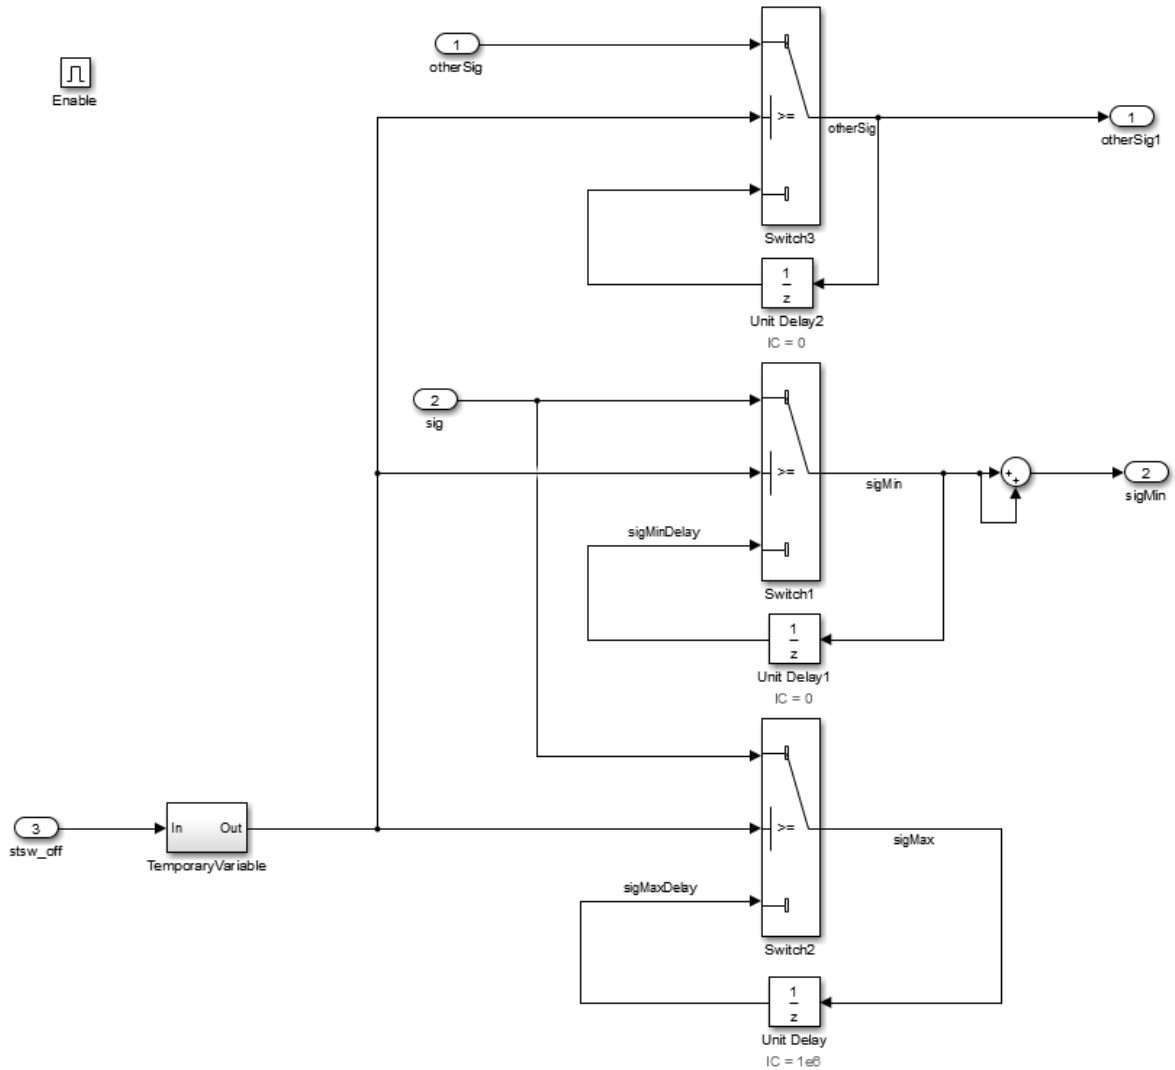 1
otherSig
Enable
>=
otherSig
1
otherSig1
Switch3
1
z
Unit Delay2
IC = 0
2
sig
>=
sigMin
+
+
2
sigMin
sigMinDelay
Switch1
1
z
Unit Delay1
IC = 0
3
stsw_off
In Out
TemporaryVariable
>=
sigMax
sigMaxDelay
Switch2
1
z
Unit Delay
IC = 1e6